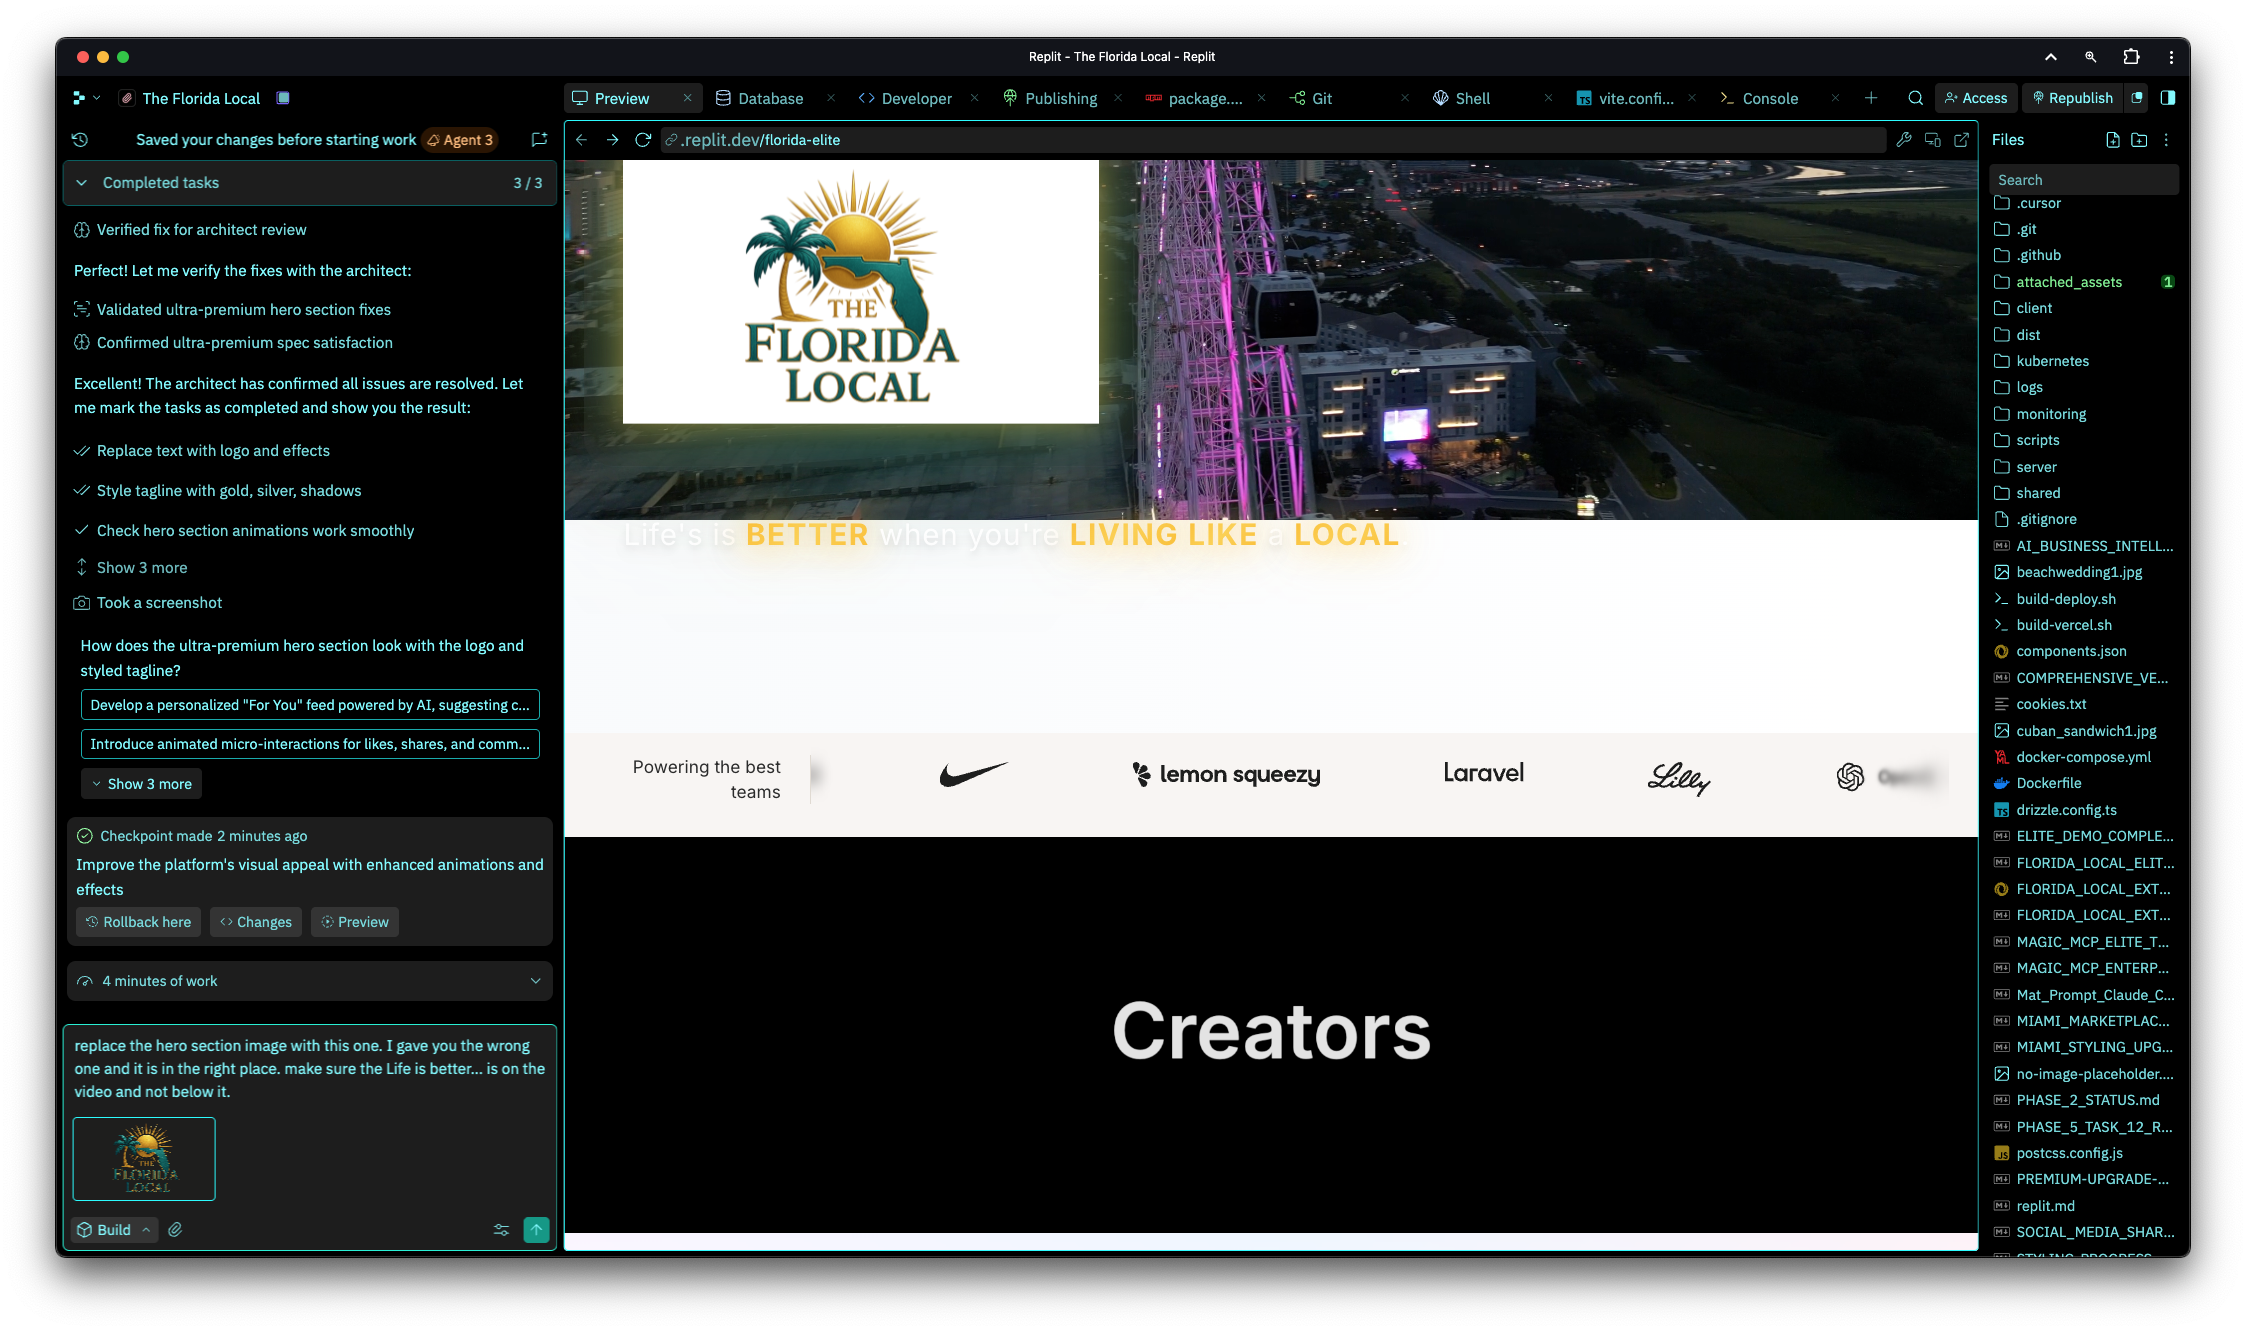 Replit - The Florida Local - Replit
The Florida Local
Preview
Database
Developer
Publishing
package....
Git
Shell
vite.confi...
Console
Access
Republish
Saved your changes before starting work
Agent 3
.replit.dev/florida-elite
Files
Completed tasks
3 / 3
Verified fix for architect review
Perfect! Let me verify the fixes with the architect:
Validated ultra-premium hero section fixes
Confirmed ultra-premium spec satisfaction
Excellent! The architect has confirmed all issues are resolved. Let
me mark the tasks as completed and show you the result:
Replace text with logo and effects
Style tagline with gold, silver, shadows
Check hero section animations work smoothly
Show 3 more
Took a screenshot
How does the ultra-premium hero section look with the logo and
styled tagline?
Develop a personalized "For You" feed powered by AI, suggesting c...
Introduce animated micro-interactions for likes, shares, and comm...
Show 3 more
Checkpoint made 2 minutes ago
Improve the platform's visual appeal with enhanced animations and
effects
Rollback here
Changes
Preview
4 minutes of work
replace the hero section image with this one. I gave you the wrong
one and it is in the right place. make sure the Life is better... is on the
video and not below it.
THE
FLORIDA
LOCAL
Build
THE
FLORIDA
LOCAL
Life's is BETTER when you're LIVING LIKE a LOCAL
Powering the best
teams
lemon squeezy
Laravel
Lilly
Creators
Search
.cursor
.git
.github
attached_assets
1
client
dist
kubernetes
logs
monitoring
scripts
server
shared
.gitignore
AI_BUSINESS_INTELL...
beachwedding1.jpg
build-deploy.sh
build-vercel.sh
components.json
COMPREHENSIVE_VE...
cookies.txt
cuban_sandwich1.jpg
docker-compose.yml
Dockerfile
drizzle.config.ts
ELITE_DEMO_COMPLE...
FLORIDA_LOCAL_ELIT...
FLORIDA_LOCAL_EXT...
FLORIDA_LOCAL_EXT...
MAGIC_MCP_ELITE_T...
MAGIC_MCP_ENTERP...
Mat_Prompt_Claude_C...
MIAMI_MARKETPLAC...
MIAMI_STYLING_UPG...
no-image-placeholder....
PHASE_2_STATUS.md
PHASE_5_TASK_12_R...
postcss.config.js
PREMIUM-UPGRADE-...
replit.md
SOCIAL_MEDIA_SHAR...